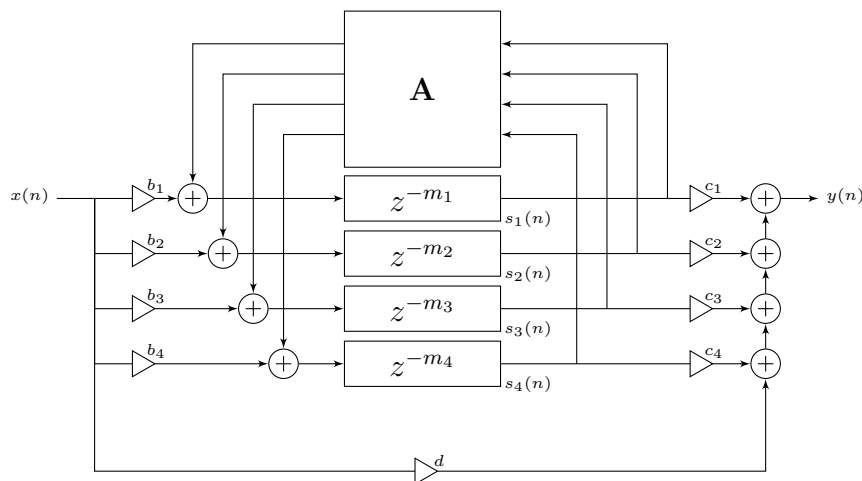 A
x(n) b₁ + z⁻ᵐ¹ s₁(n) c₁ + y(n)
b₂ + z⁻ᵐ² s₂(n) c₂ +
b₃ + z⁻ᵐ³ s₃(n) c₃ +
b₄ + z⁻ᵐ⁴ s₄(n) c₄ +
d